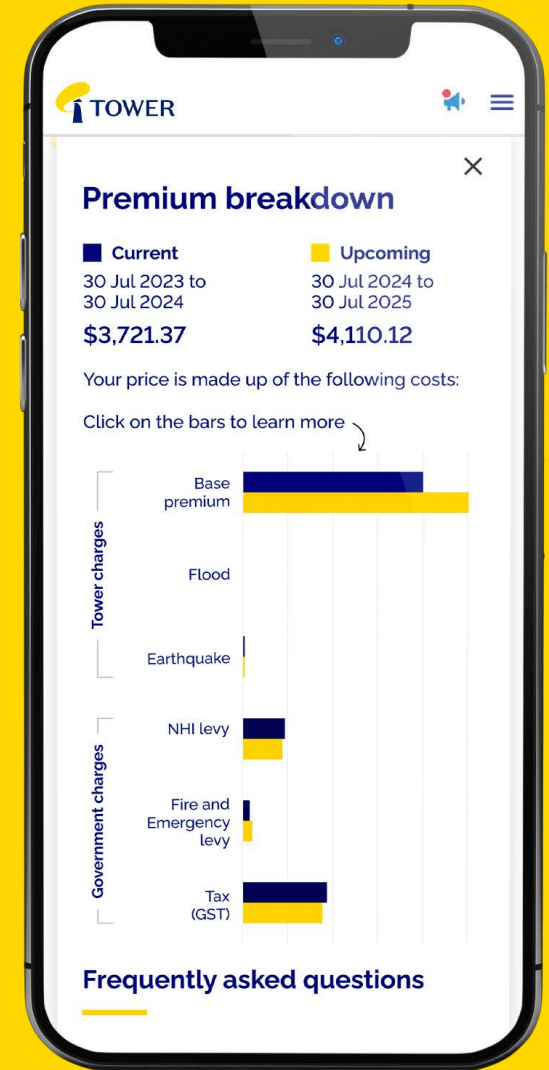 TOWER
Premium breakdown
Current
30 Jul 2023 to
30 Jul 2024
$3,721.37
Upcoming
30 Jul 2024 to
30 Jul 2025
$4,110.12
Your price is made up of the following costs:
Click on the bars to learn more
Tower charges
Base
premium
Flood
Earthquake
Government charges
NHI levy
Fire and
Emergency
levy
Tax
(GST)
Frequently asked questions